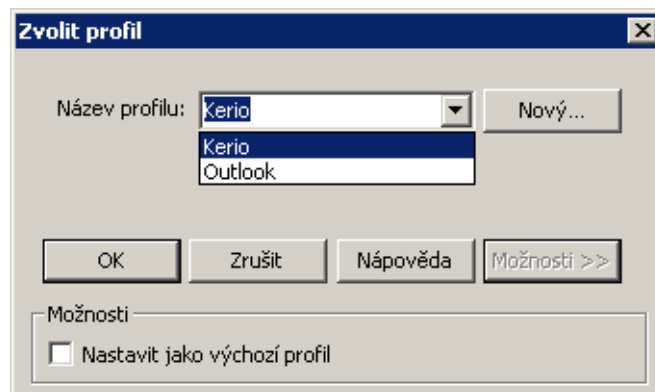 Zvolit profil
Název profilu: Kerio Nový...
Kerio
Outlook
OK Zrušit Nápověda Možnosti >>
Možnosti
Nastavit jako výchozí profil